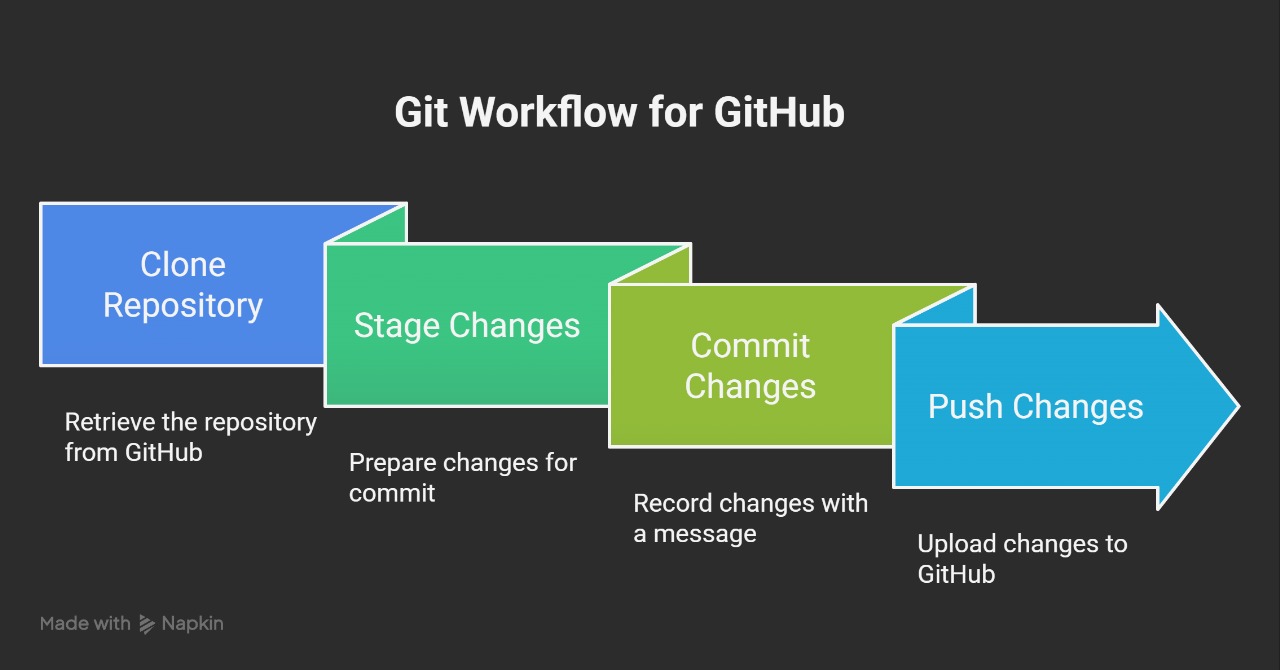 Git Workflow for GitHub
Clone
Repository
Retrieve the repository
from GitHub
Stage Changes
Prepare changes for
commit
Commit
Changes
Record changes with
a message
Push Changes
Upload changes to
GitHub
Made with Napkin